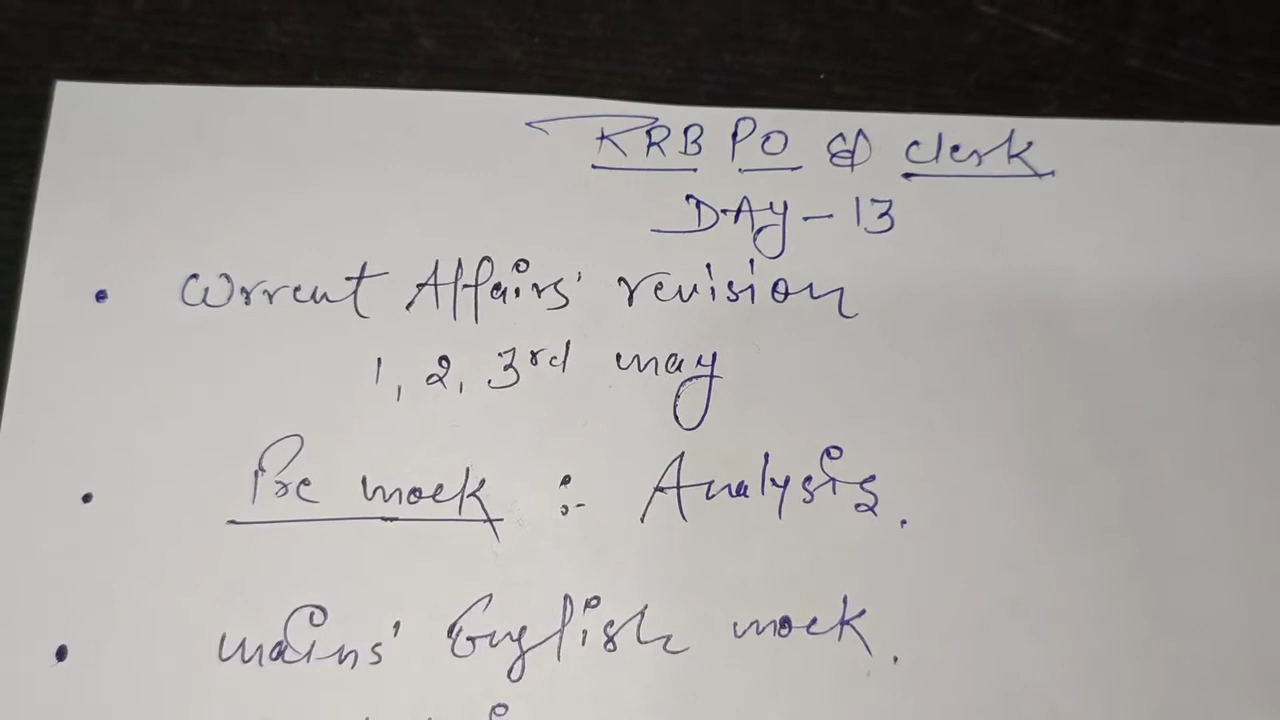 RRB PO & Clerk
DAY - 13
• Current Affairs' revision
1, 2, 3rd may
• Pre mock :- Analysis.
• mains' English mock.